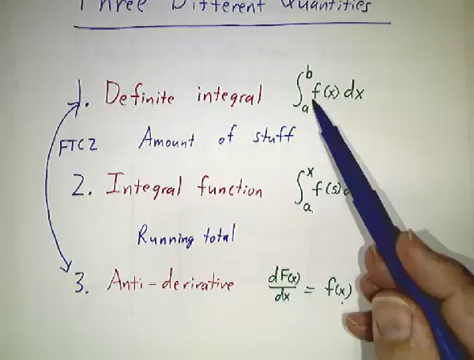 Three Different Quantities
1. Definite integral ∫_a^b f(x) dx
FTC2 Amount of stuff
2. Integral function ∫_a^x f(s)
Running total
3. Anti-derivative dF(x)/dx = f(x)